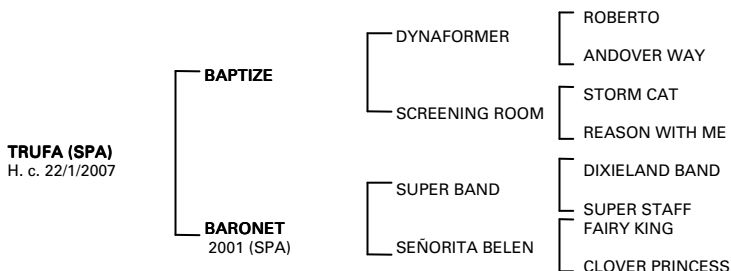 ROBERTO
DYNAFORMER
ANDOVER WAY
BAPTIZE
STORM CAT
SCREENING ROOM
REASON WITH ME
TRUFA (SPA)
H. c. 22/1/2007
DIXIELAND BAND
SUPER BAND
SUPER STAFF
BARONET
2001 (SPA)
FAIRY KING
SEÑORITA BELEN
CLOVER PRINCESS